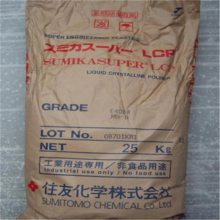 SUPER ENGINEERING PLASTICS
スミカスーパー LCP
SUMIKASUPER LCP
LIQUID CRYSTALLINE POLYMER
GRADE
LOT No.
NET 25 Kg
工業用途専用/非食品用途
Industrial use only / No food use
住友化学株式会社
SUMITOMO CHEMICAL Co., Ltd.